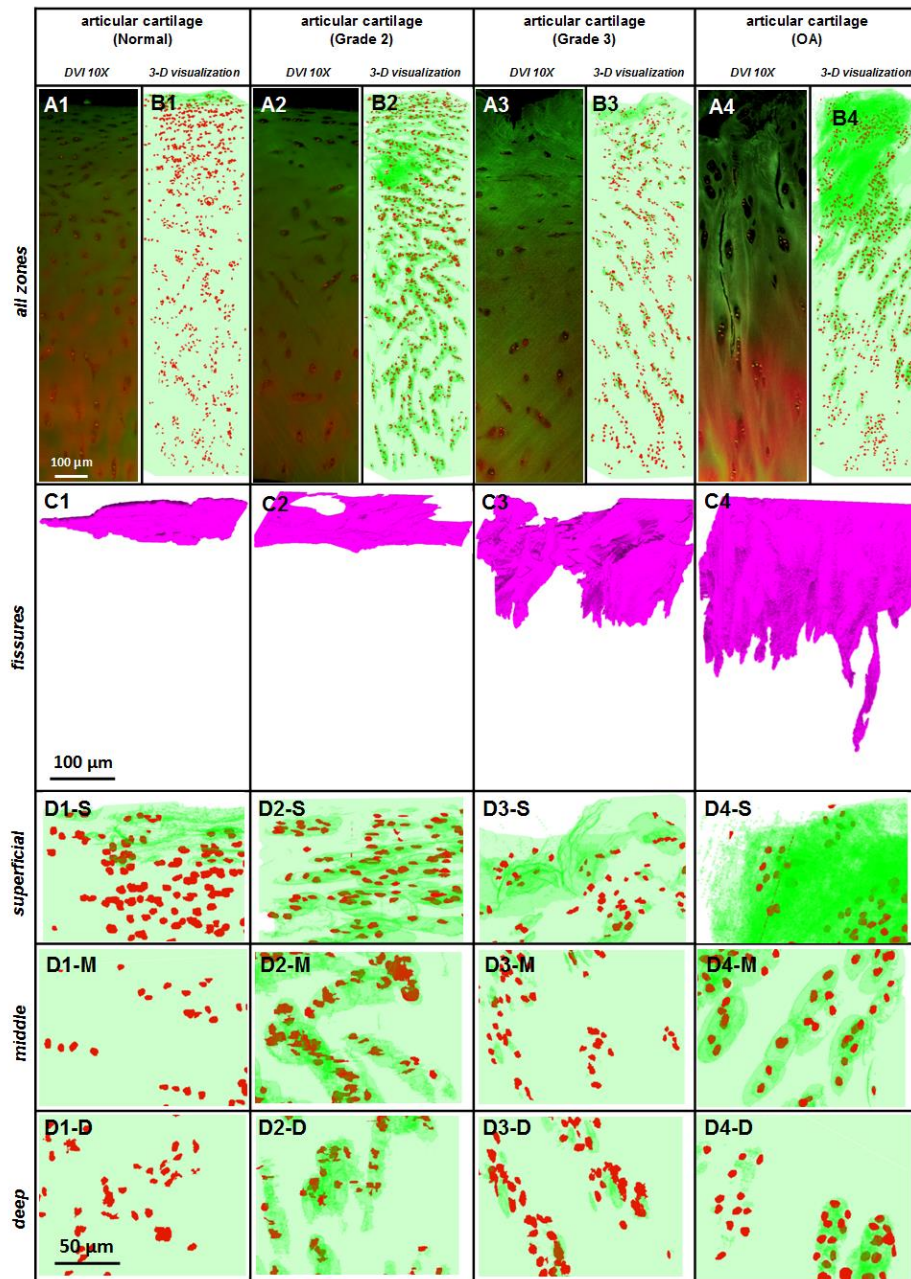 articular cartilage
(Normal)
articular cartilage
(Grade 2)
articular cartilage
(Grade 3)
articular cartilage
(OA)
DVI 10X 3-D visualization
DVI 10X 3-D visualization
DVI 10X 3-D visualization
DVI 10X 3-D visualization
all zones
A1 B1 A2 B2 A3 B3 A4 B4
100 µm
fissures
C1 C2 C3 C4
100 µm
superficial
D1-S D2-S D3-S D4-S
middle
D1-M D2-M D3-M D4-M
deep
D1-D D2-D D3-D D4-D
50 µm